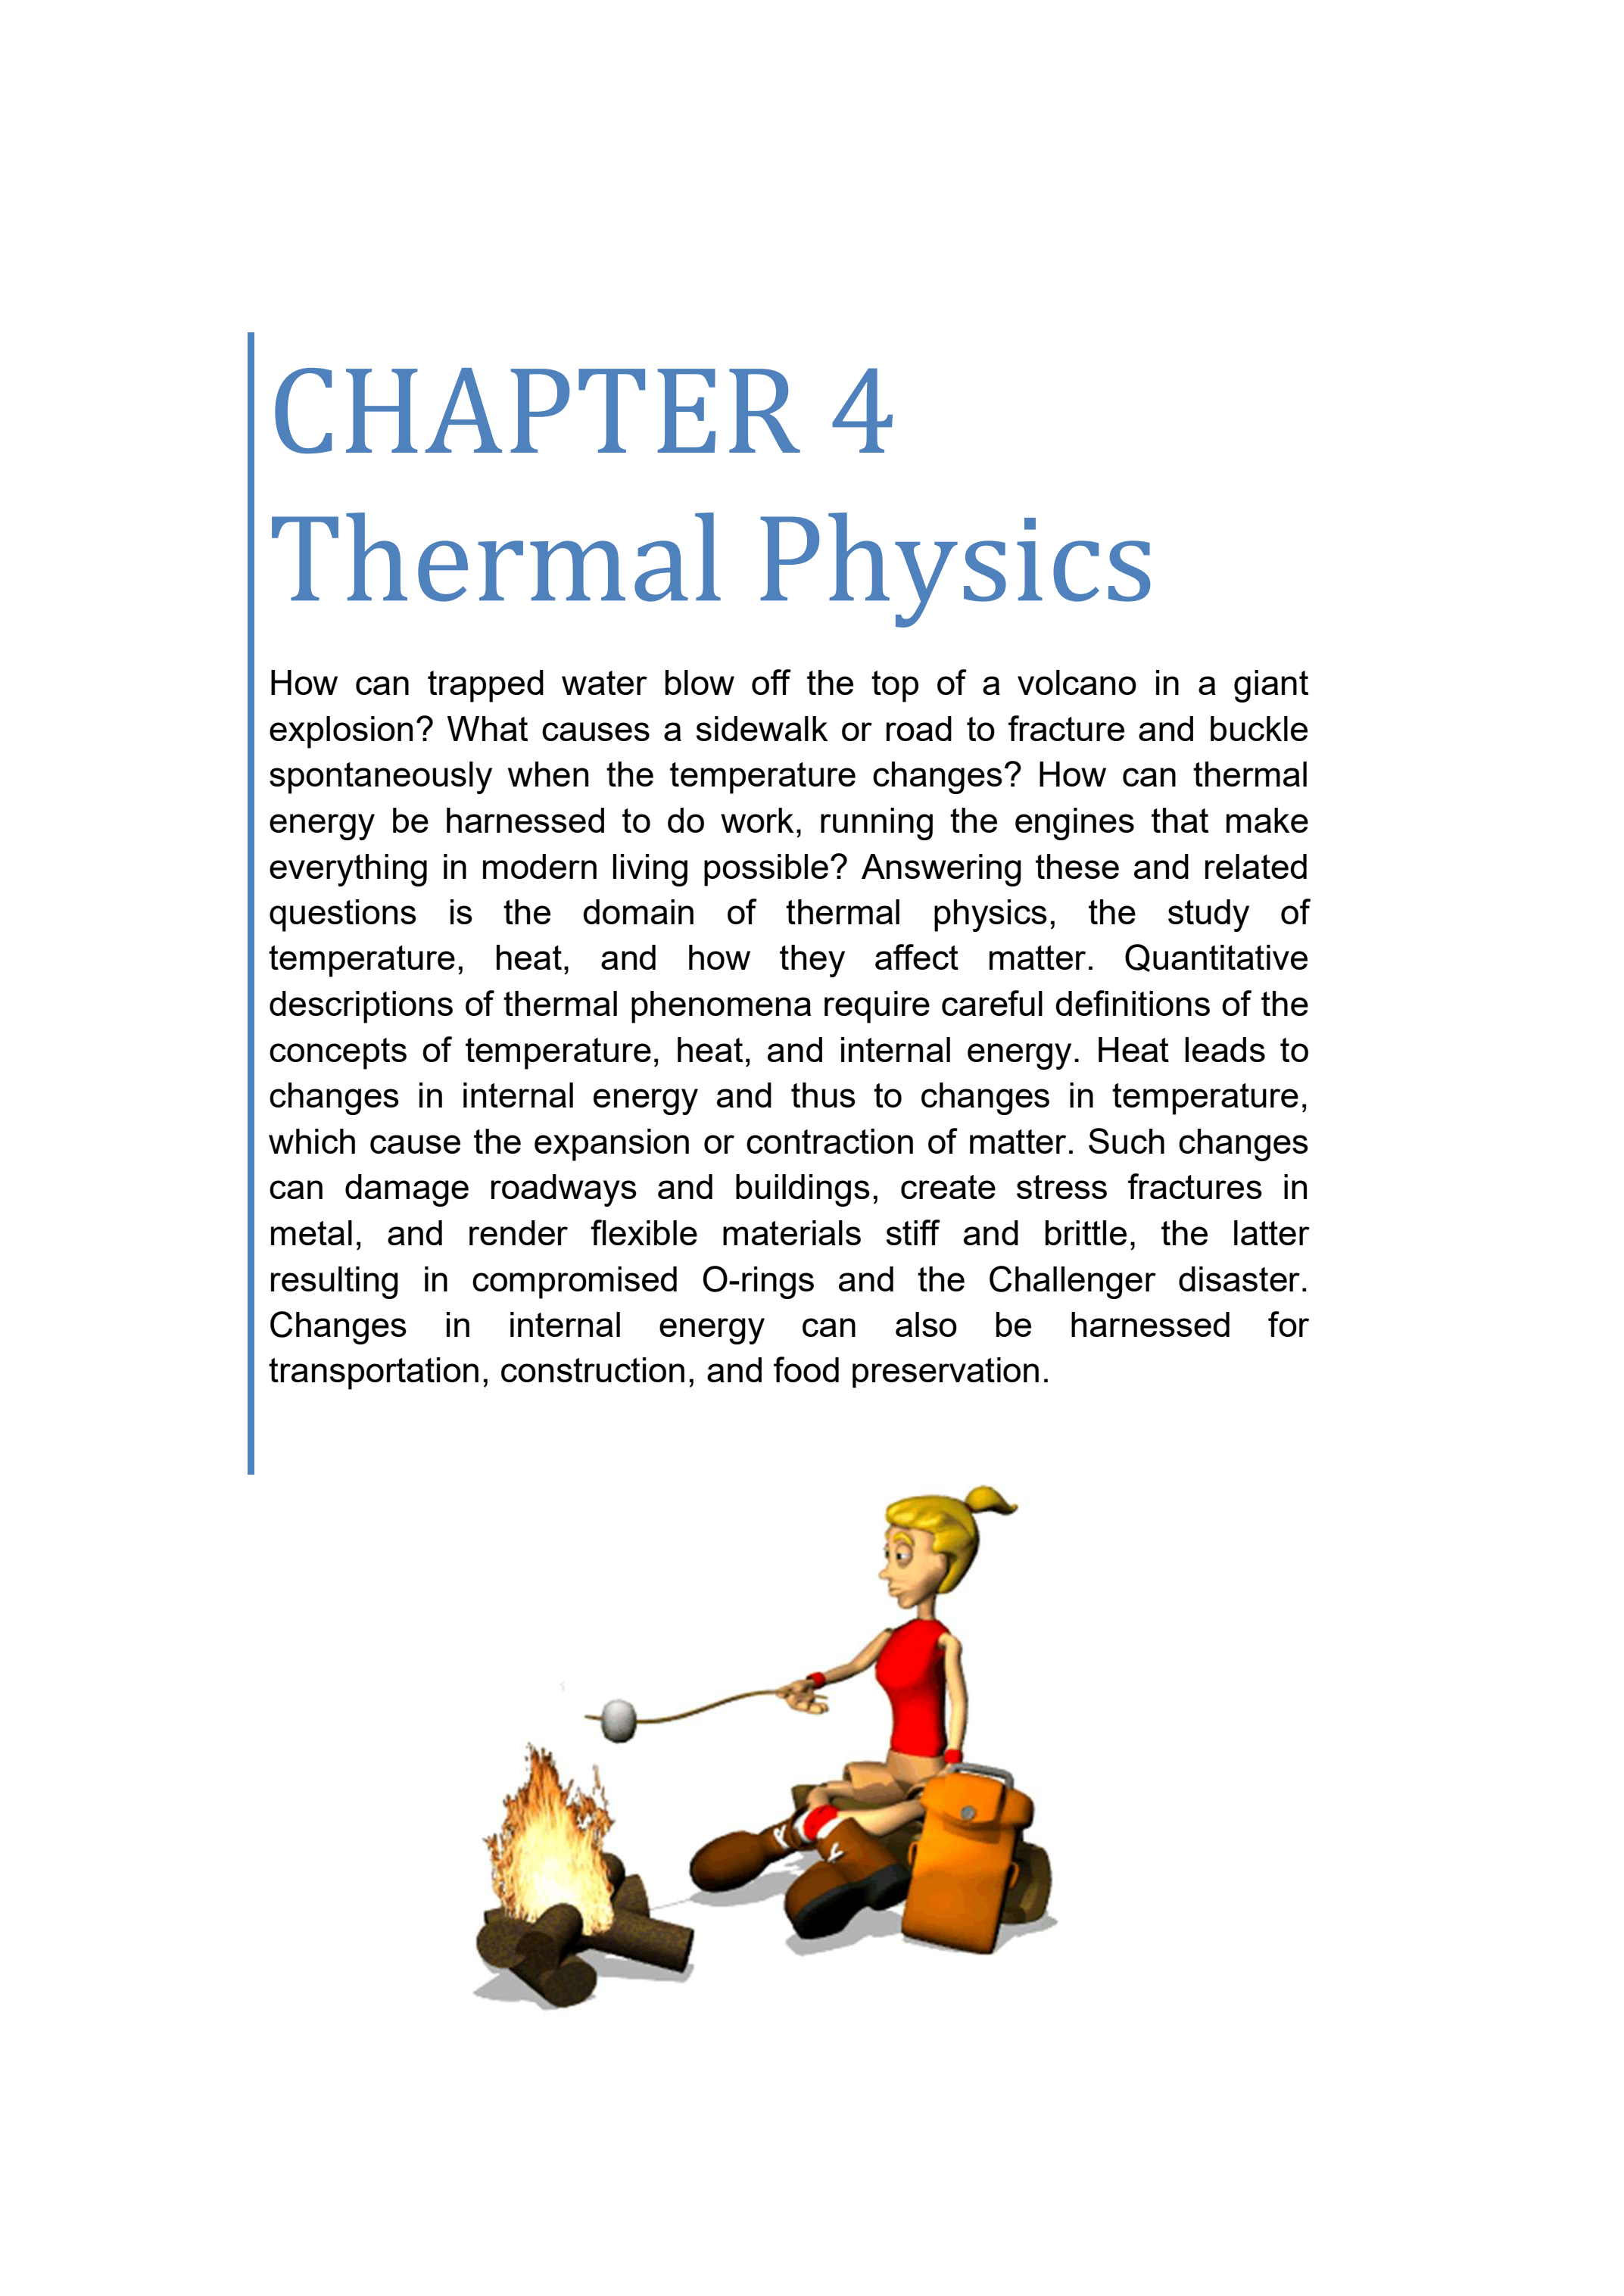 CHAPTER 4
Thermal Physics
How can trapped water blow off the top of a volcano in a giant
explosion? What causes a sidewalk or road to fracture and buckle
spontaneously when the temperature changes? How can thermal
energy be harnessed to do work, running the engines that make
everything in modern living possible? Answering these and related
questions is the domain of thermal physics, the study of
temperature, heat, and how they affect matter. Quantitative
descriptions of thermal phenomena require careful definitions of the
concepts of temperature, heat, and internal energy. Heat leads to
changes in internal energy and thus to changes in temperature,
which cause the expansion or contraction of matter. Such changes
can damage roadways and buildings, create stress fractures in
metal, and render flexible materials stiff and brittle, the latter
resulting in compromised O-rings and the Challenger disaster.
Changes in internal energy can also be harnessed for
transportation, construction, and food preservation.